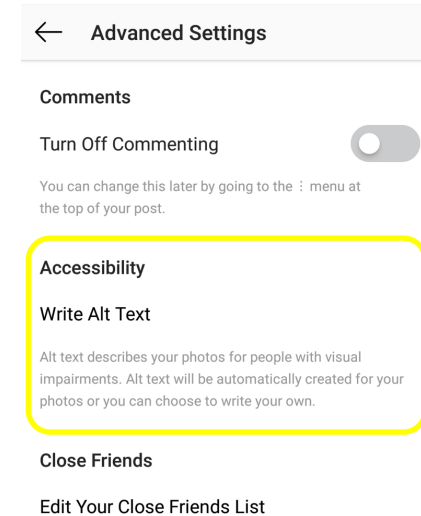 Advanced Settings
Comments
Turn Off Commenting
You can change this later by going to the ⋮ menu at
the top of your post.
Accessibility
Write Alt Text
Alt text describes your photos for people with visual
impairments. Alt text will be automatically created for your
photos or you can choose to write your own.
Close Friends
Edit Your Close Friends List